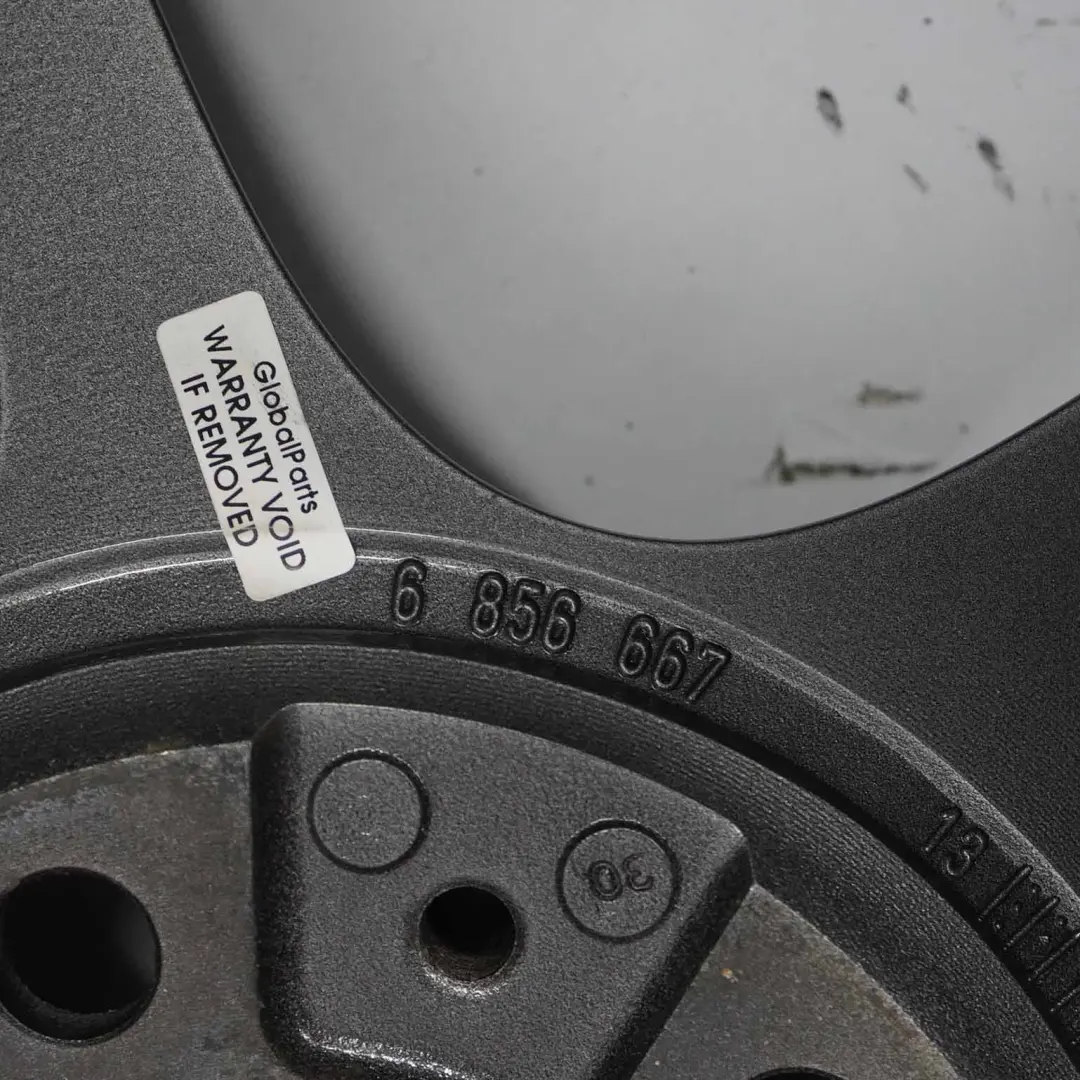 GlobalParts
WARRANTY VOID
IF REMOVED
6 856 667
30
13